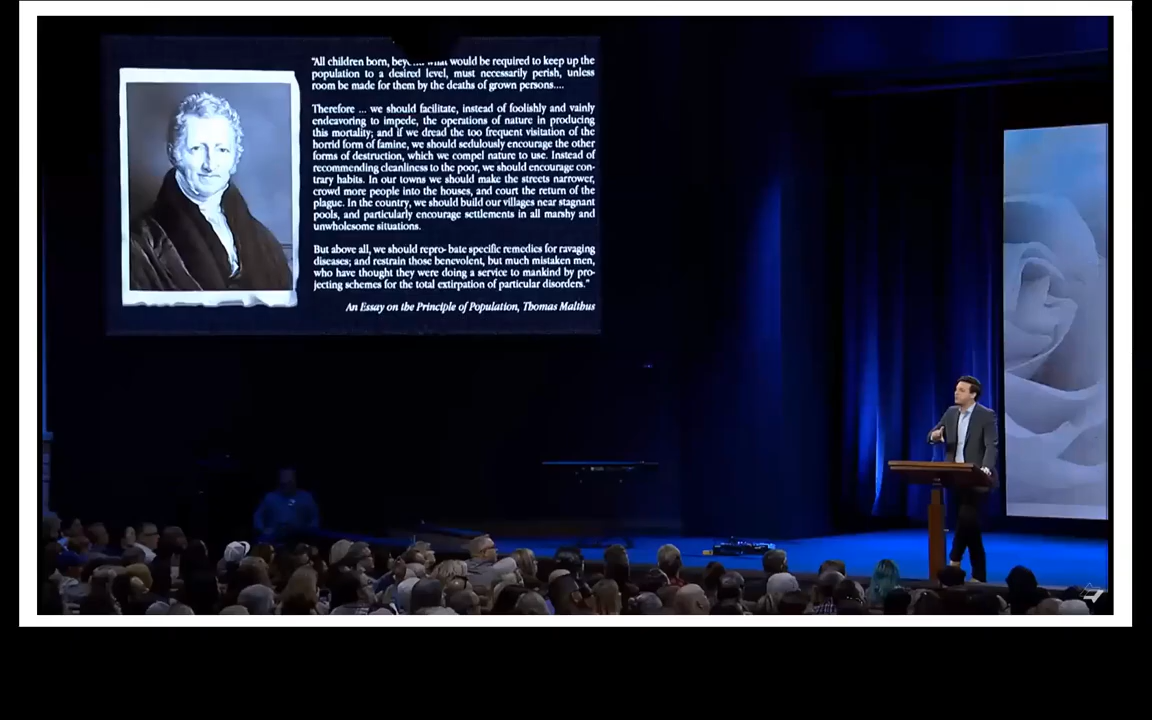 "All children born, bey what would be required to keep up the
population to a desired level, must necessarily perish, unless
room be made for them by the deaths of grown persons....
Therefore ... we should facilitate, instead of foolishly and vainly
endeavoring to impede, the operations of nature in producing
this mortality; and if we dread the too frequent visitation of the
horrid form of famine, we should sedulously encourage the other
forms of destruction, which we compel nature to use. Instead of
recommending cleanliness to the poor, we should encourage con-
trary habits. In our towns we should make the streets narrower,
crowd more people into the houses, and court the return of the
plague. In the country, we should build our villages near stagnant
pools, and particularly encourage settlements in all marshy and
unwholesome situations.
But above all, we should repro- bate specific remedies for ravaging
diseases; and restrain those benevolent, but much mistaken men,
who have thought they were doing a service to mankind by pro-
jecting schemes for the total extirpation of particular disorders."
An Essay on the Principle of Population, Thomas Malthus